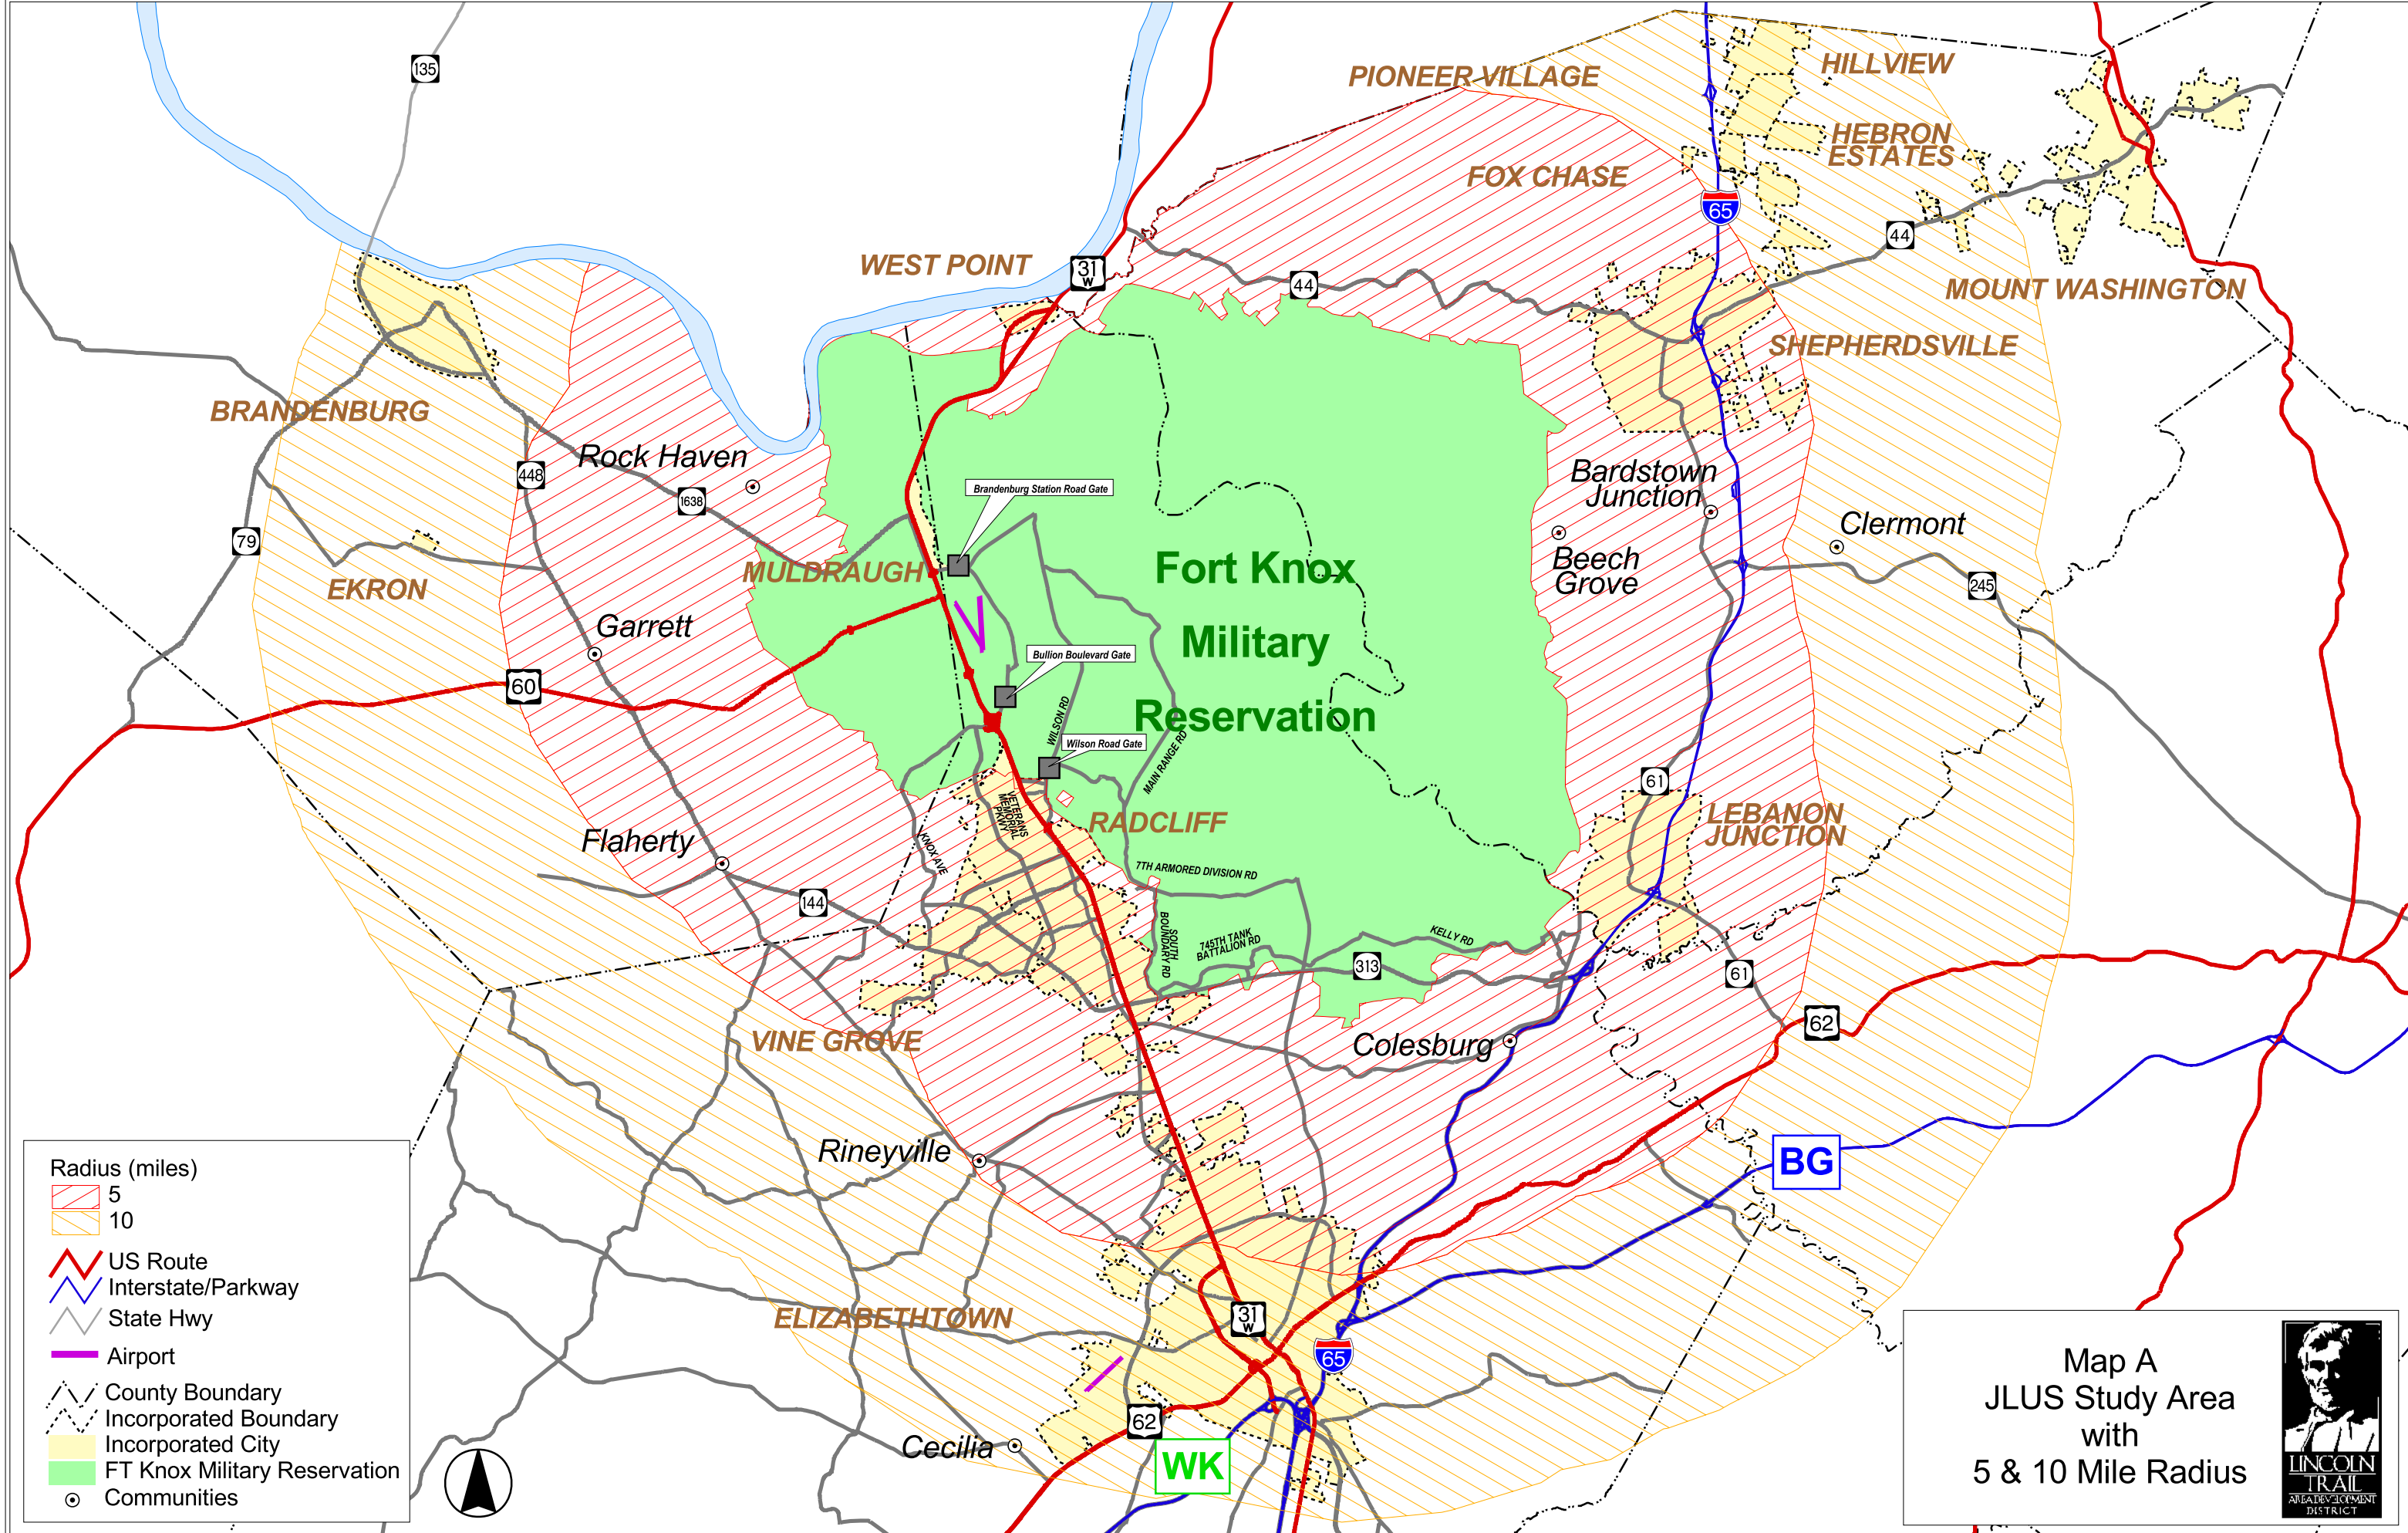 135
PIONEER VILLAGE
HILLVIEW
HEBRON
ESTATES
FOX CHASE
65
44
WEST POINT
31
W
44
MOUNT WASHINGTON
SHEPHERDSVILLE
BRANDENBURG
Rock Haven
448
1638
Brandenburg Station Road Gate
Bardstown
Junction
Clermont
79
EKRON
MULDRAUGH
Fort Knox
Military
Reservation
Beech
Grove
245
Garrett
Bullion Boulevard Gate
60
WILSON RD
Wilson Road Gate
MAIN RANGE RD
61
VETERANS
MEMORIAL
PKWY
RADCLIFF
LEBANON
JUNCTION
Flaherty
KNOX AVE
7TH ARMORED DIVISION RD
144
SOUTH
BOUNDARY RD
745TH TANK
BATTALION RD
KELLY RD
313
61
62
VINE GROVE
Colesburg
Rineyville
BG
Radius (miles)
5
10
US Route
Interstate/Parkway
State Hwy
Airport
County Boundary
Incorporated Boundary
Incorporated City
FT Knox Military Reservation
Communities
ELIZABETHTOWN
31
W
65
62
Cecilia
WK
Map A
JLUS Study Area
with
5 & 10 Mile Radius
LINCOLN
TRAIL
AREA DEVELOPMENT
DISTRICT